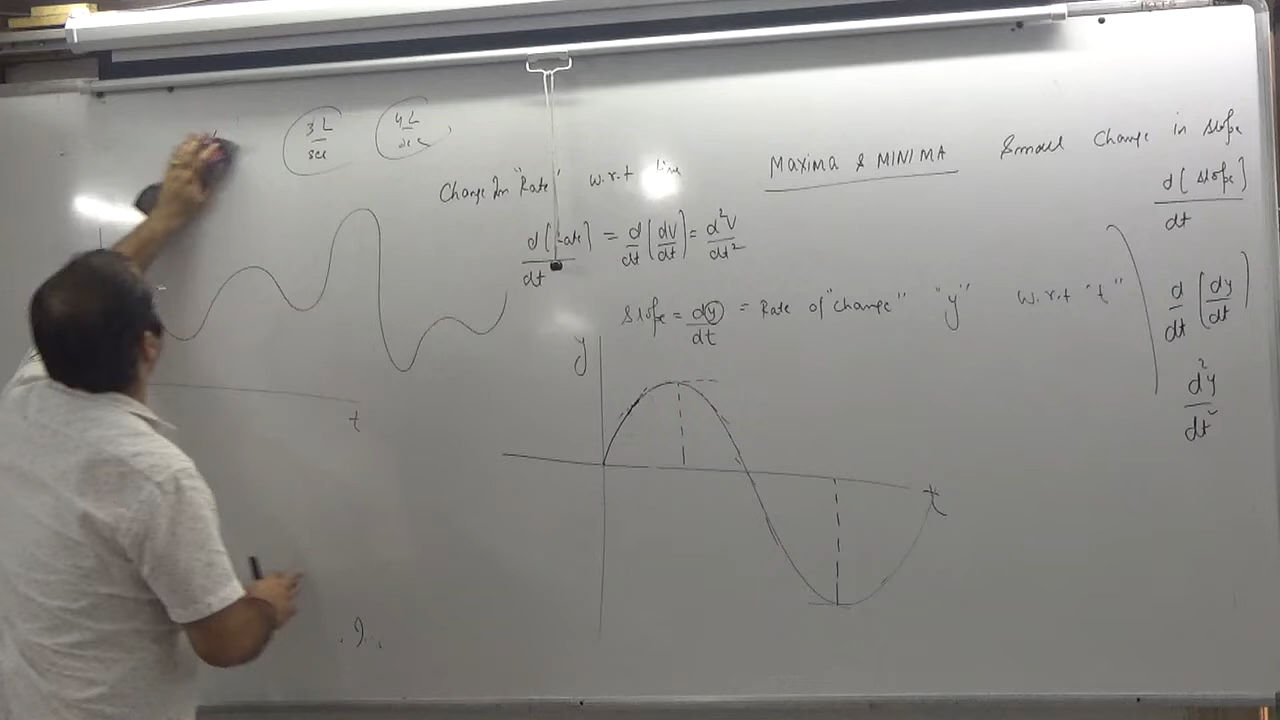 3L/sec 4L/sec
Change In "Rate" w.r.t time
d(Rate)/dt = d/dt(dV/dt) = d²V/dt²
MAXIMA & MINIMA
Small Change in slope
d(slope)/dt
d/dt(dy/dt)
d²y/dt²
Slope = dy/dt = Rate of "change" "y" w.r.t "t"
y
t
t